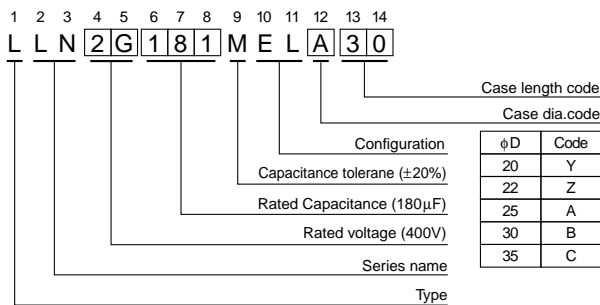 1 2 3 4 5 6 7 8 9 10 11 12 13 14
L L N 2 G 1 8 1 M E L A 3 0
Case length code
Case dia.code
Configuration
Capacitance tolerane (±20%)
Rated Capacitance (180µF)
Rated voltage (400V)
Series name
Type
ϕD Code
20 Y
22 Z
25 A
30 B
35 C